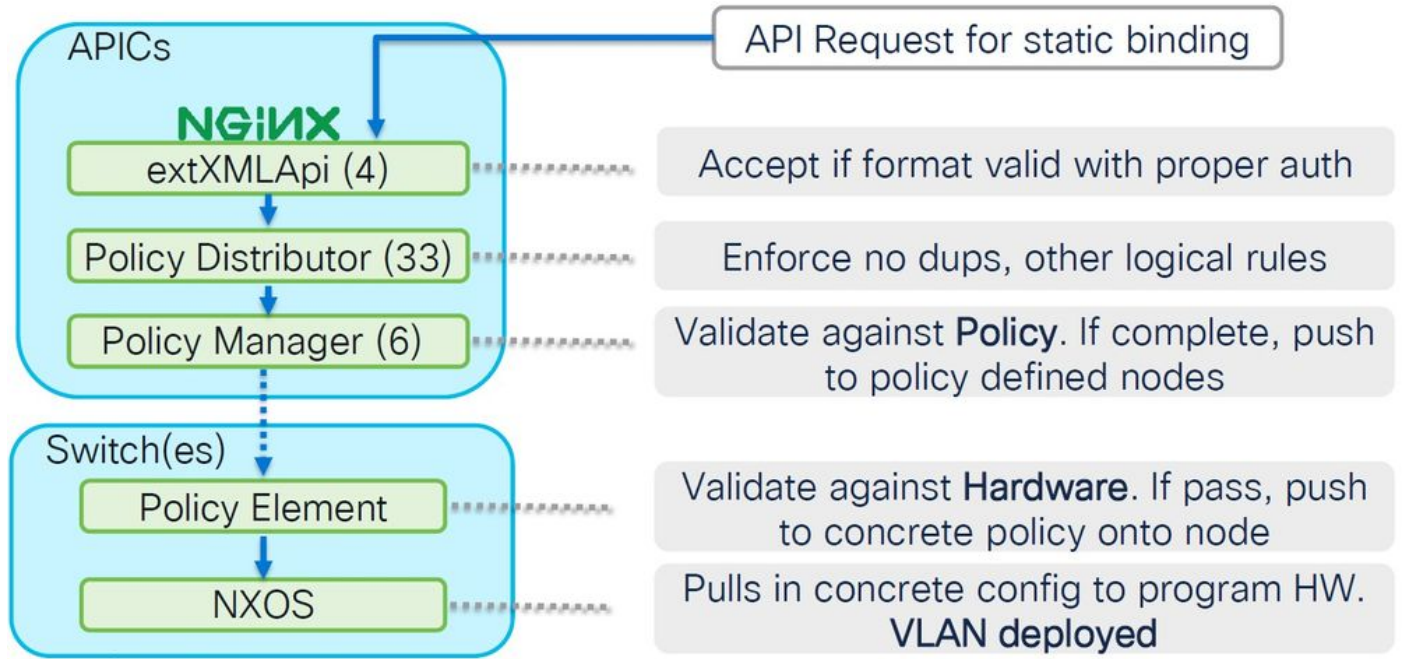 APICs
API Request for static binding
NGINX
extXMLApi (4)
Accept if format valid with proper auth
Policy Distributor (33)
Enforce no dups, other logical rules
Policy Manager (6)
Validate against Policy. If complete, push
to policy defined nodes
Switch(es)
Policy Element
Validate against Hardware. If pass, push
to concrete policy onto node
NXOS
Pulls in concrete config to program HW.
VLAN deployed